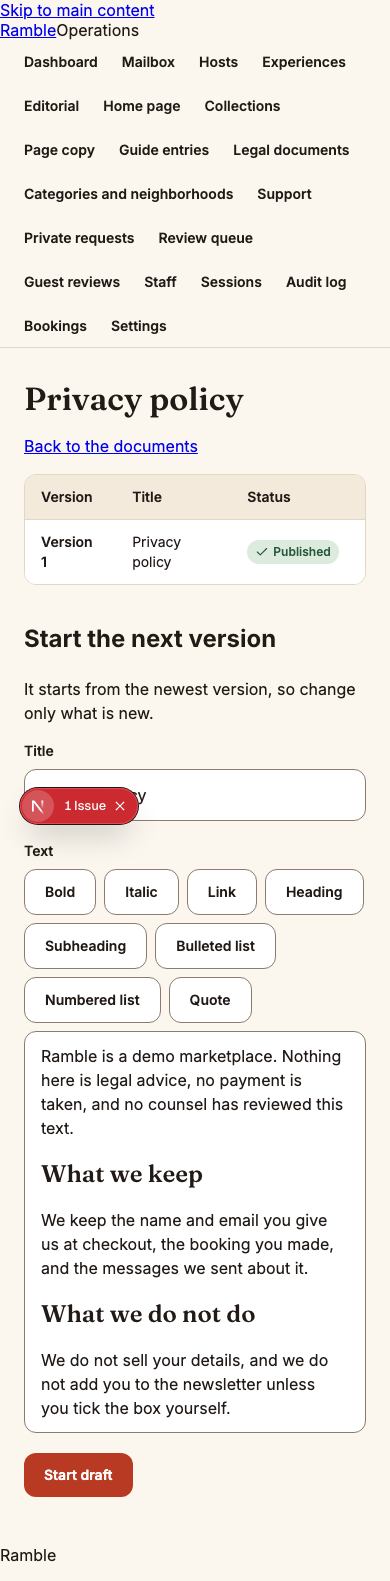 Skip to main content
RambleOperations
Dashboard Mailbox Hosts Experiences
Editorial Home page Collections
Page copy Guide entries Legal documents
Categories and neighborhoods Support
Private requests Review queue
Guest reviews Staff Sessions Audit log
Bookings Settings
Privacy policy
Back to the documents
Version Title Status
Version 1 Privacy policy Published
Start the next version
It starts from the newest version, so change
only what is new.
Title
1 Issue
Text
Bold Italic Link Heading
Subheading Bulleted list
Numbered list Quote
Ramble is a demo marketplace. Nothing
here is legal advice, no payment is
taken, and no counsel has reviewed this
text.
What we keep
We keep the name and email you give
us at checkout, the booking you made,
and the messages we sent about it.
What we do not do
We do not sell your details, and we do
not add you to the newsletter unless
you tick the box yourself.
Start draft
Ramble